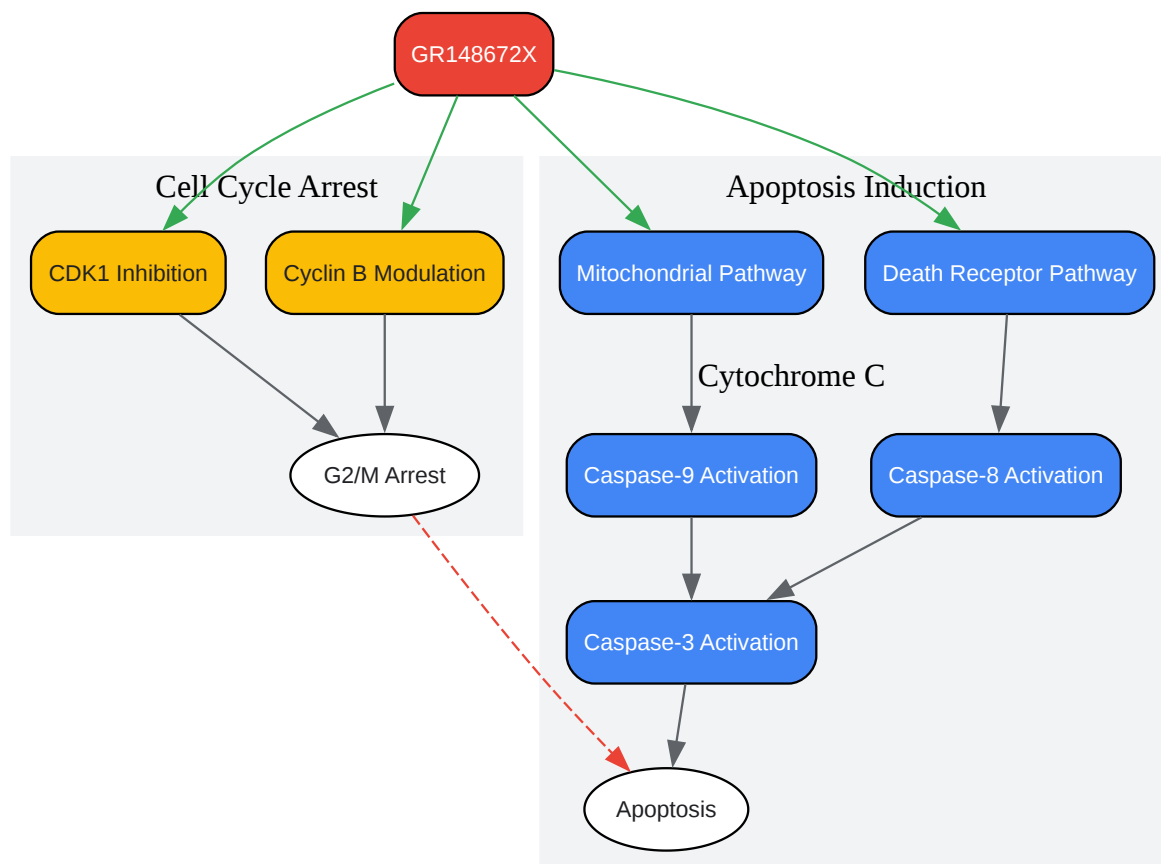 GR148672X
Cell Cycle Arrest
Apoptosis Induction
CDK1 Inhibition
Cyclin B Modulation
Mitochondrial Pathway
Death Receptor Pathway
Cytochrome C
G2/M Arrest
Caspase-9 Activation
Caspase-8 Activation
Caspase-3 Activation
Apoptosis